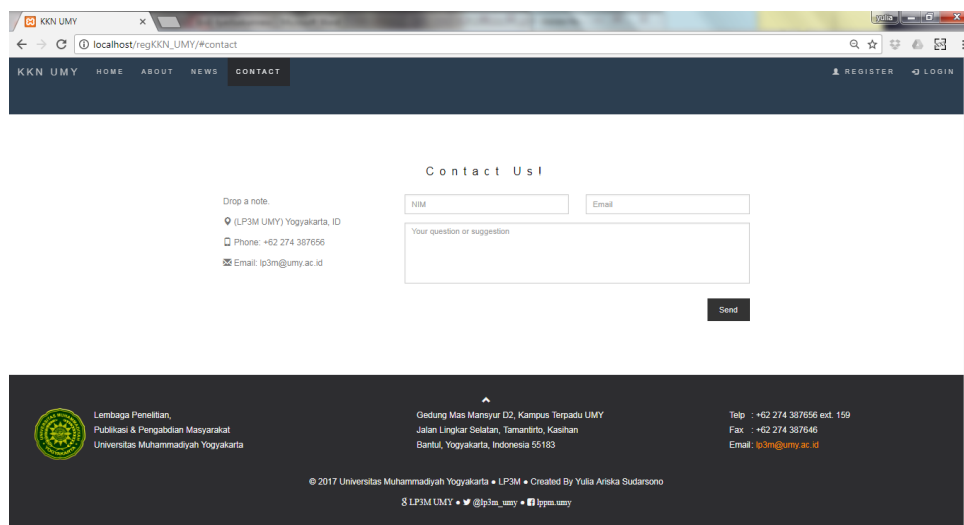 KKN UMY
yulia
localhost/regKKN_UMY/#contact
KKN UMY HOME ABOUT NEWS CONTACT REGISTER LOGIN
Contact Us!
Drop a note.
(LP3M UMY) Yogyakarta, ID
Phone: +62 274 387656
Email: lp3m@umy.ac.id
NIM Email
Your question or suggestion
Send
Lembaga Penelitian,
Publikasi & Pengabdian Masyarakat
Universitas Muhammadiyah Yogyakarta
Gedung Mas Mansyur D2, Kampus Terpadu UMY
Jalan Lingkar Selatan, Tamantirto, Kasihan
Bantul, Yogyakarta, Indonesia 55183
Telp : +62 274 387656 ext. 159
Fax : +62 274 387646
Email: lp3m@umy.ac.id
© 2017 Universitas Muhammadiyah Yogyakarta ● LP3M ● Created By Yulia Ariska Sudarsono
LP3M UMY ● @lp3m_umy ● lppm.umy